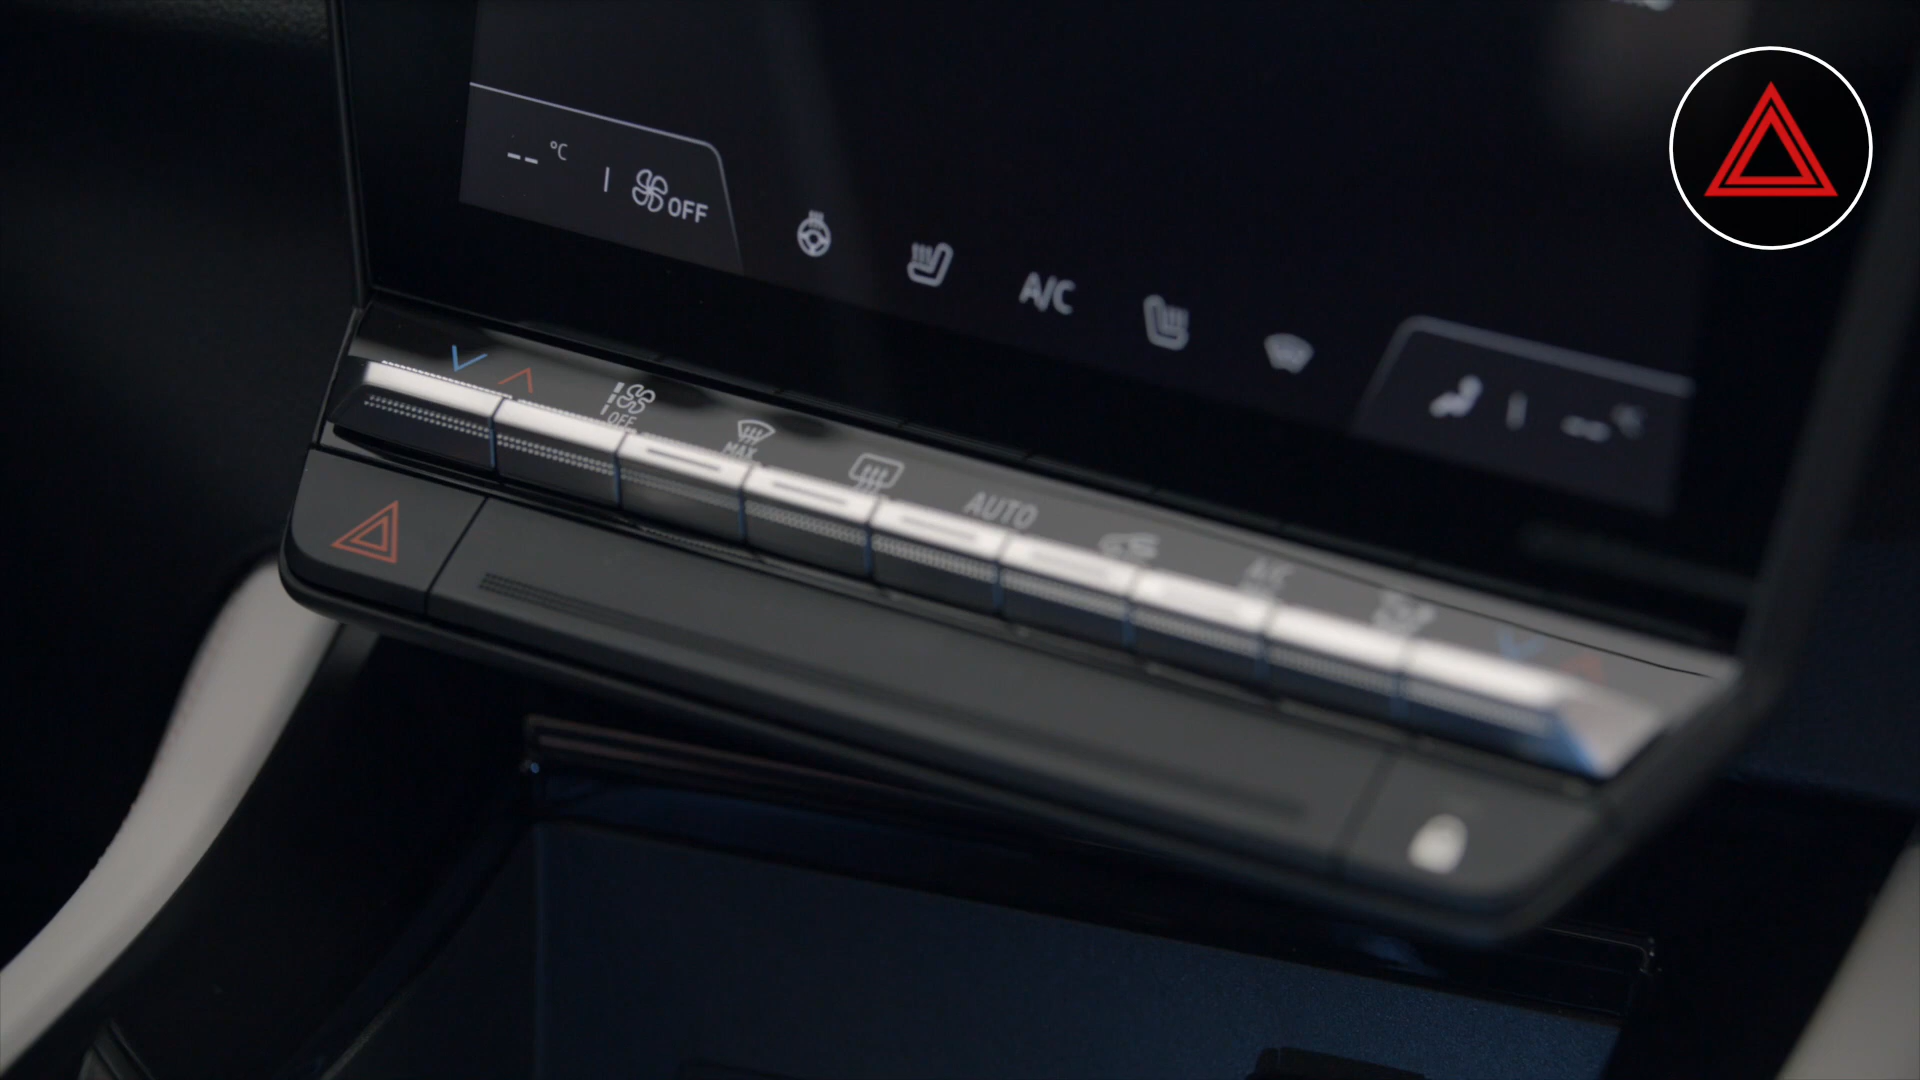 -- °C | OFF
A/C
OFF
MAX
AUTO
A/C